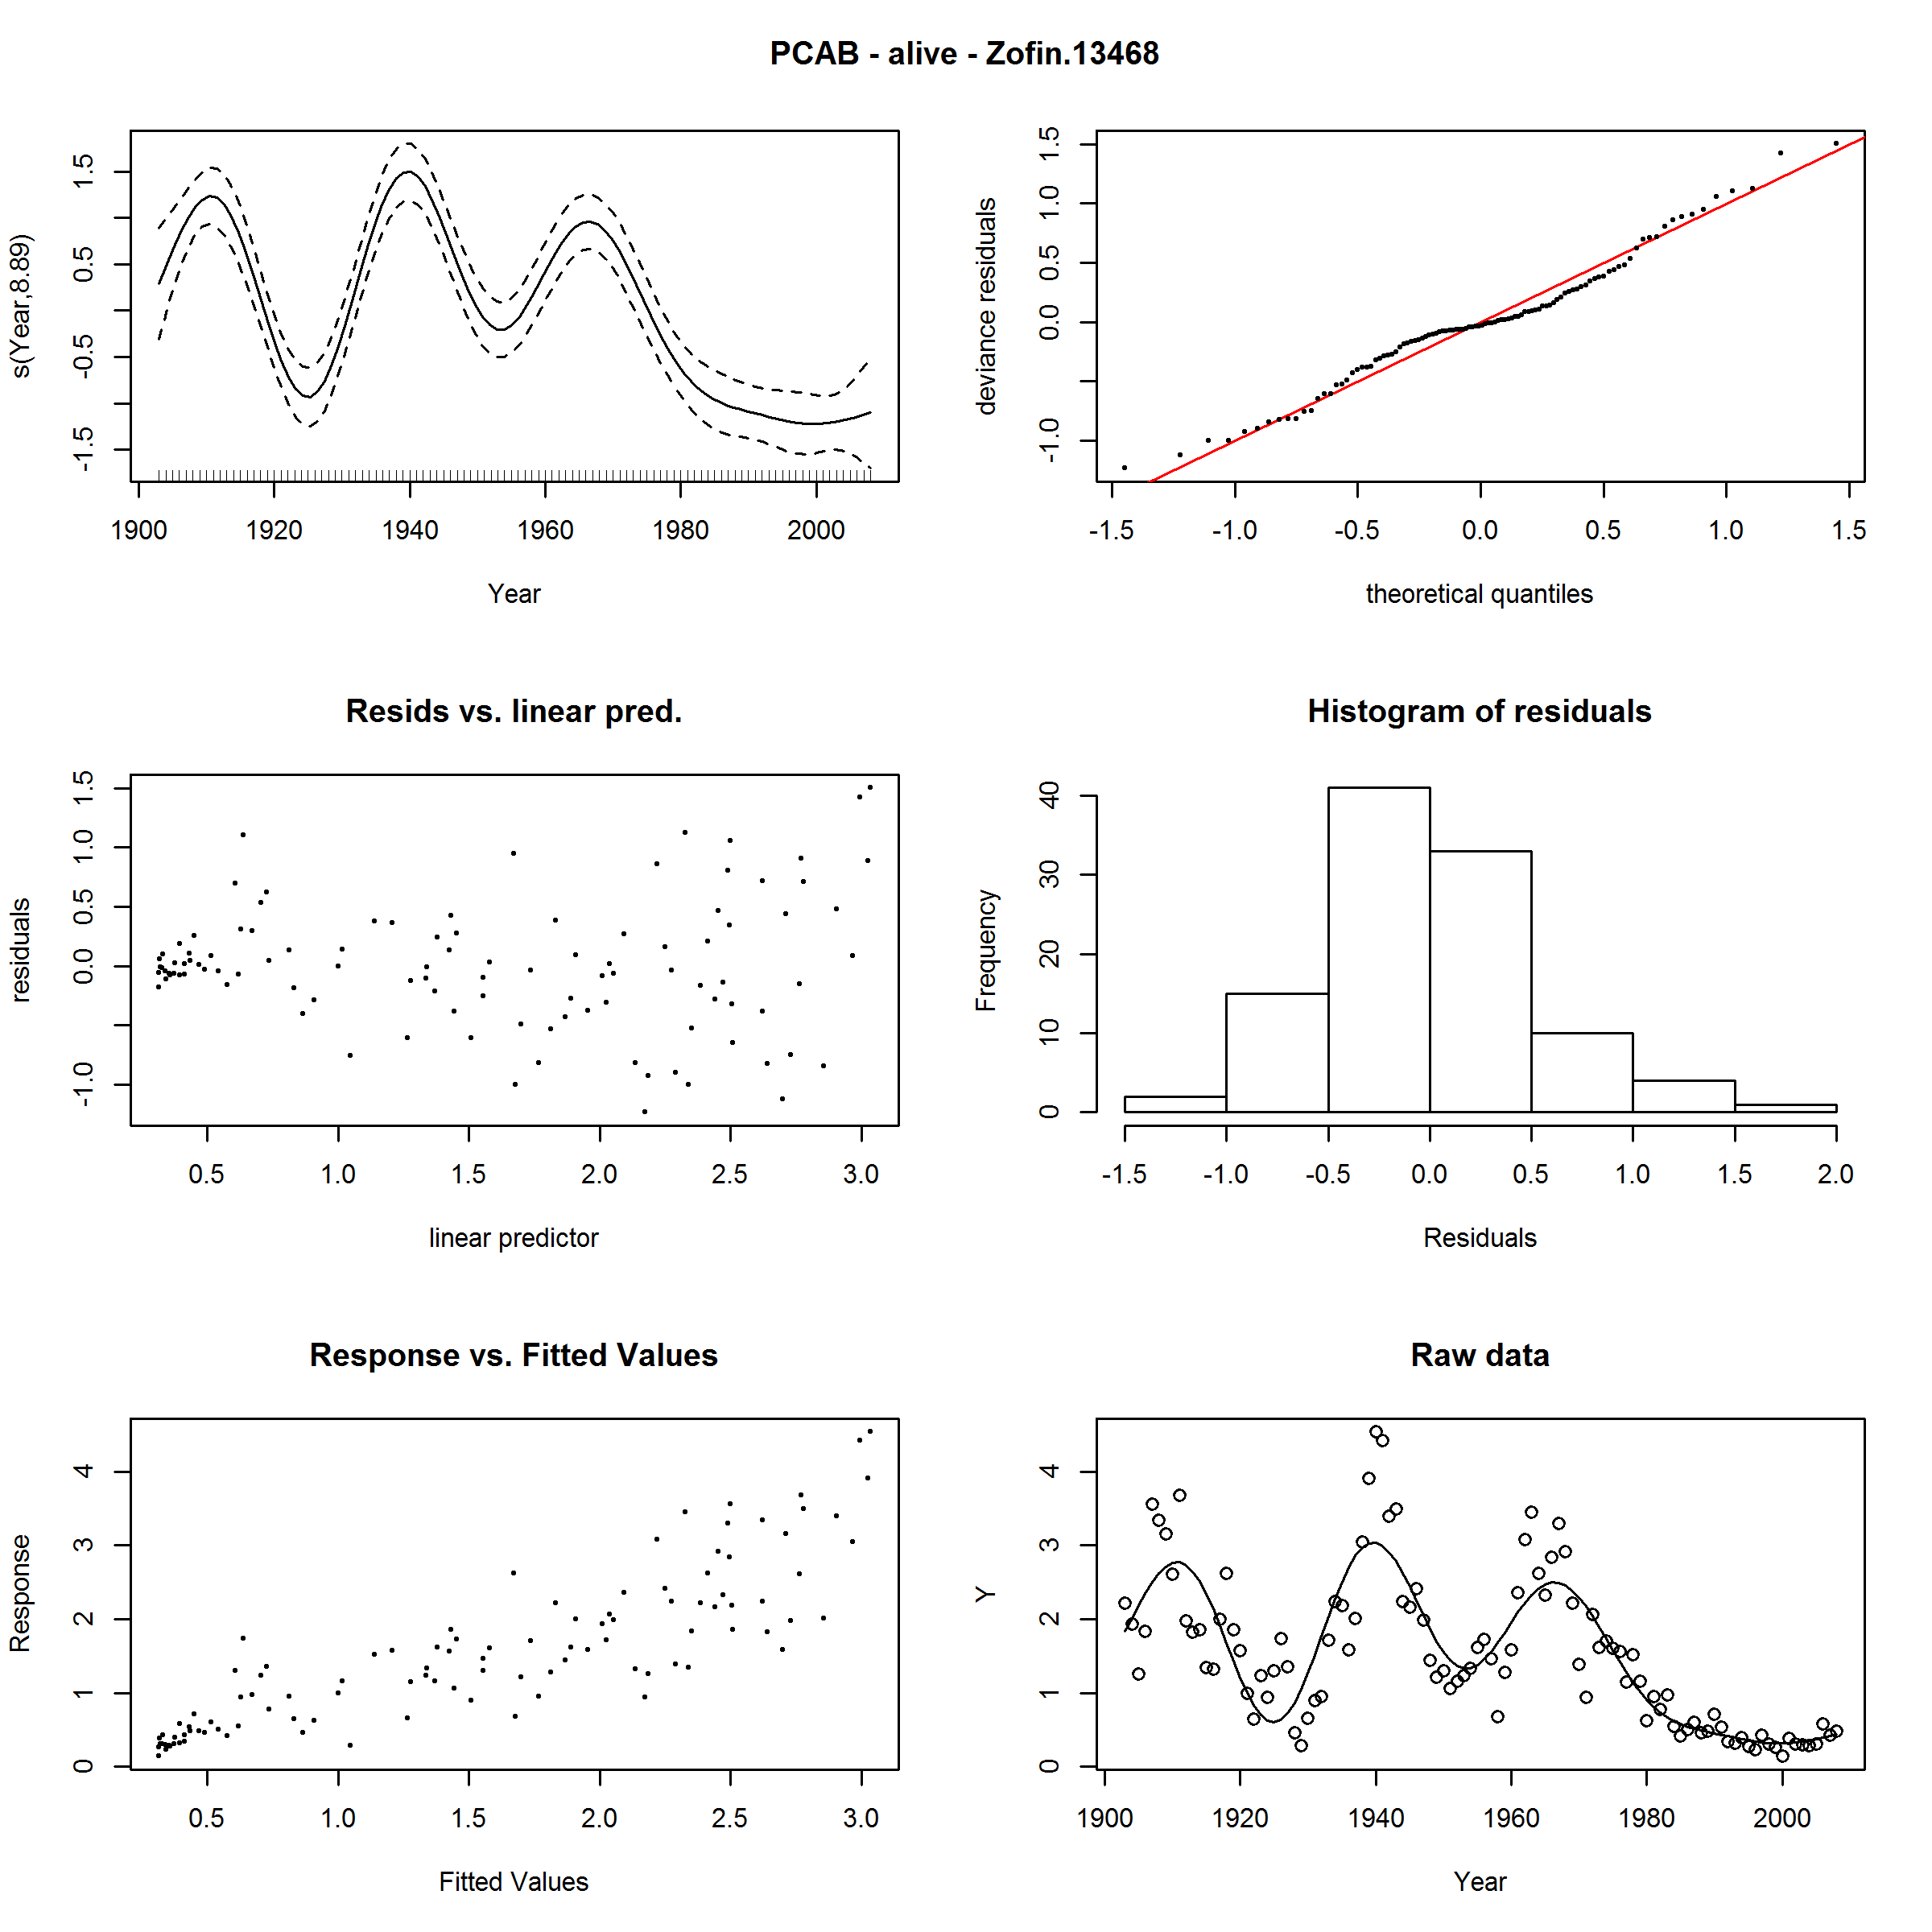 PCAB - alive - Zofin.13468
s(Year,8.89)
-1.5 -0.5 0.5 1.5
1900 1920 1940 1960 1980 2000
Year
deviance residuals
-1.0 0.0 0.5 1.0 1.5
-1.5 -1.0 -0.5 0.0 0.5 1.0 1.5
theoretical quantiles
Resids vs. linear pred.
residuals
-1.0 0.0 0.5 1.0 1.5
0.5 1.0 1.5 2.0 2.5 3.0
linear predictor
Histogram of residuals
Frequency
0 10 20 30 40
-1.5 -1.0 -0.5 0.0 0.5 1.0 1.5 2.0
Residuals
Response vs. Fitted Values
Response
0 1 2 3 4
0.5 1.0 1.5 2.0 2.5 3.0
Fitted Values
Raw data
Y
0 1 2 3 4
1900 1920 1940 1960 1980 2000
Year